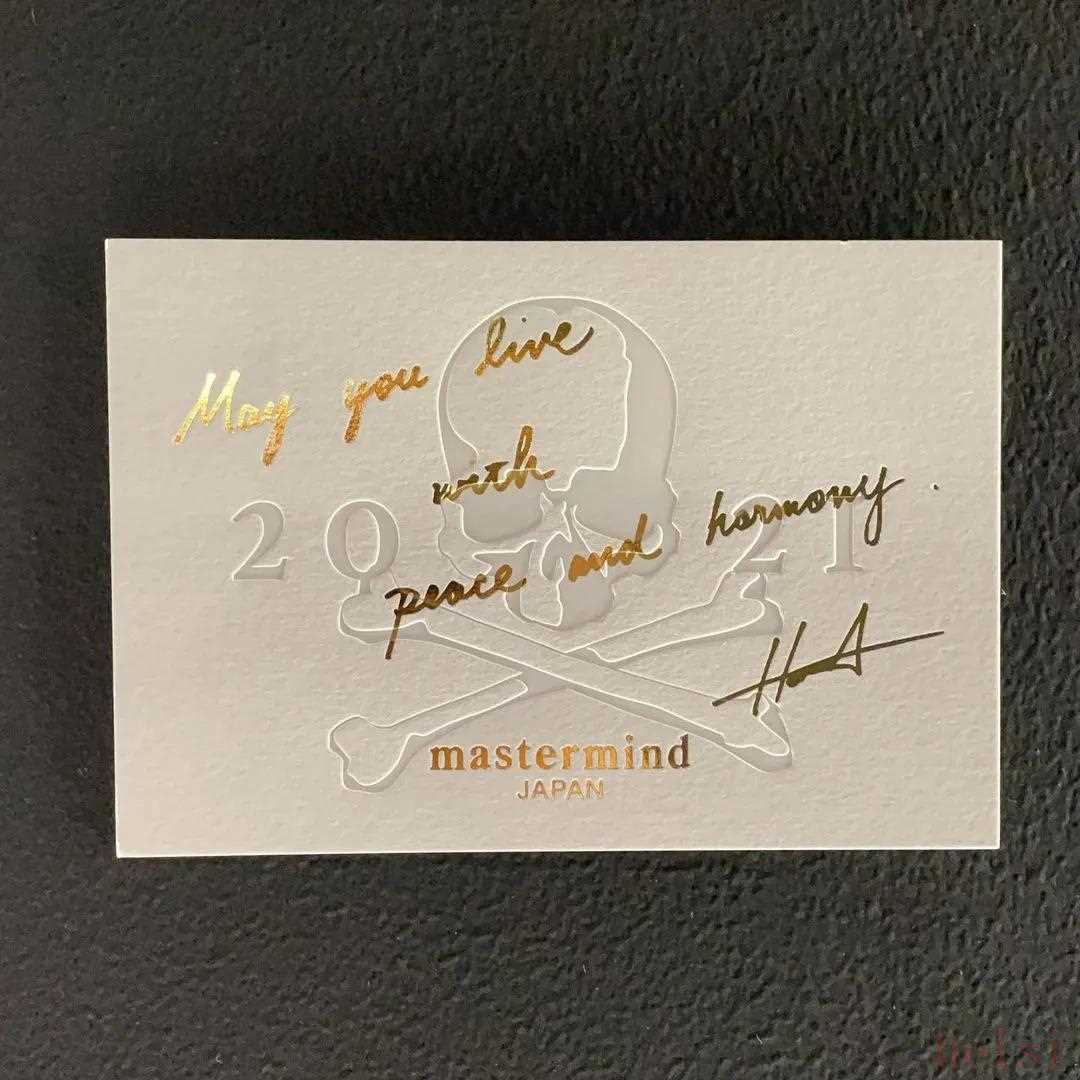 May you live
with
peace and harmony.
2021
mastermind
JAPAN